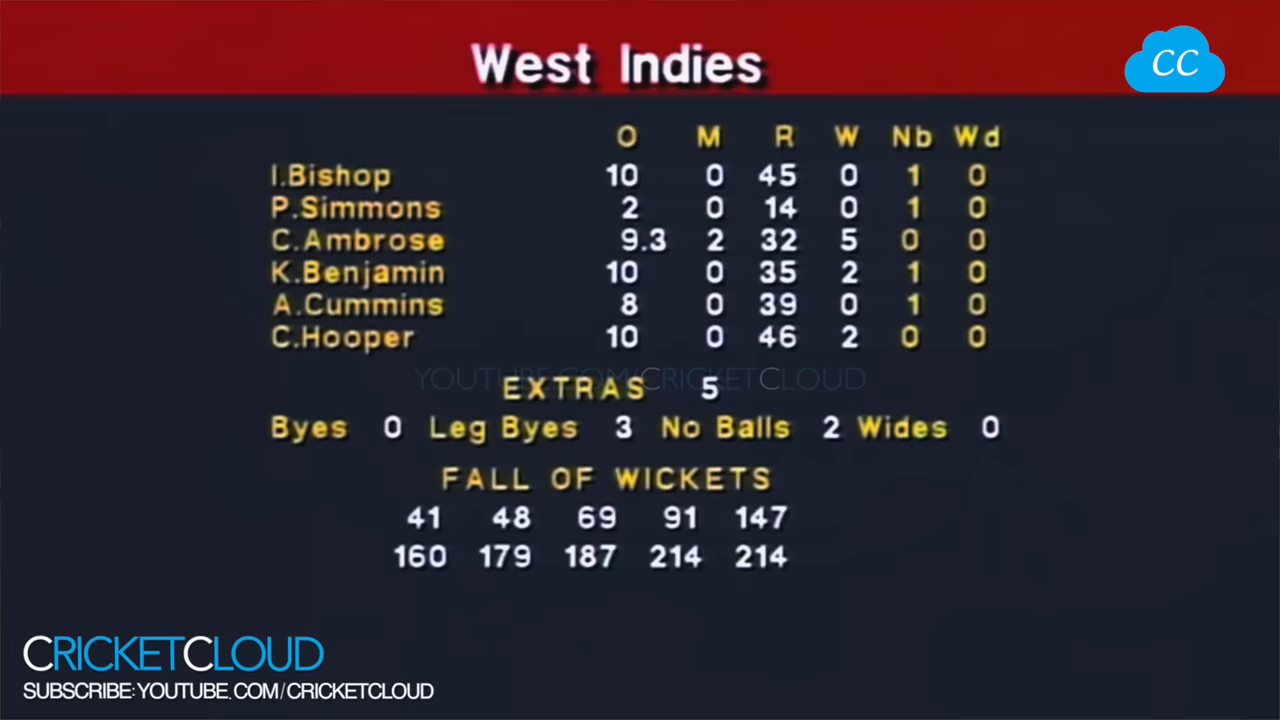 West Indies
CC
O M R W Nb Wd
I.Bishop 10 0 45 0 1 0
P.Simmons 2 0 14 0 1 0
C.Ambrose 9.3 2 32 5 0 0
K.Benjamin 10 0 35 2 1 0
A.Cummins 8 0 39 0 1 0
C.Hooper 10 0 46 2 0 0
YOUTUBE.COM/CRICKETCLOUD
EXTRAS 5
Byes 0 Leg Byes 3 No Balls 2 Wides 0
FALL OF WICKETS
41 48 69 91 147
160 179 187 214 214
CRICKETCLOUD
SUBSCRIBE: YOUTUBE.COM/CRICKETCLOUD